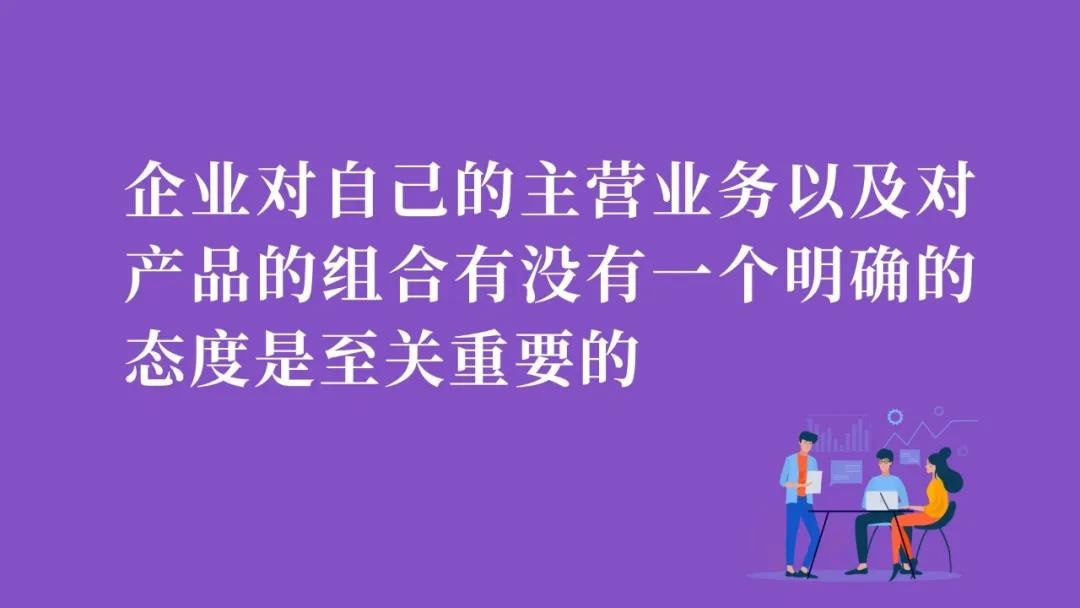 企业对自己的主营业务以及对
产品的组合有没有一个明确的
态度是至关重要的